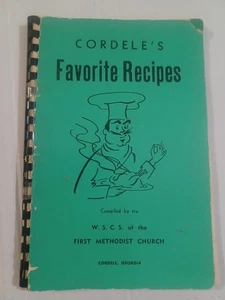 CORDELE'S
Favorite Recipes
Compiled by the
W. S. C. S. of the
FIRST METHODIST CHURCH
CORDELE, GEORGIA